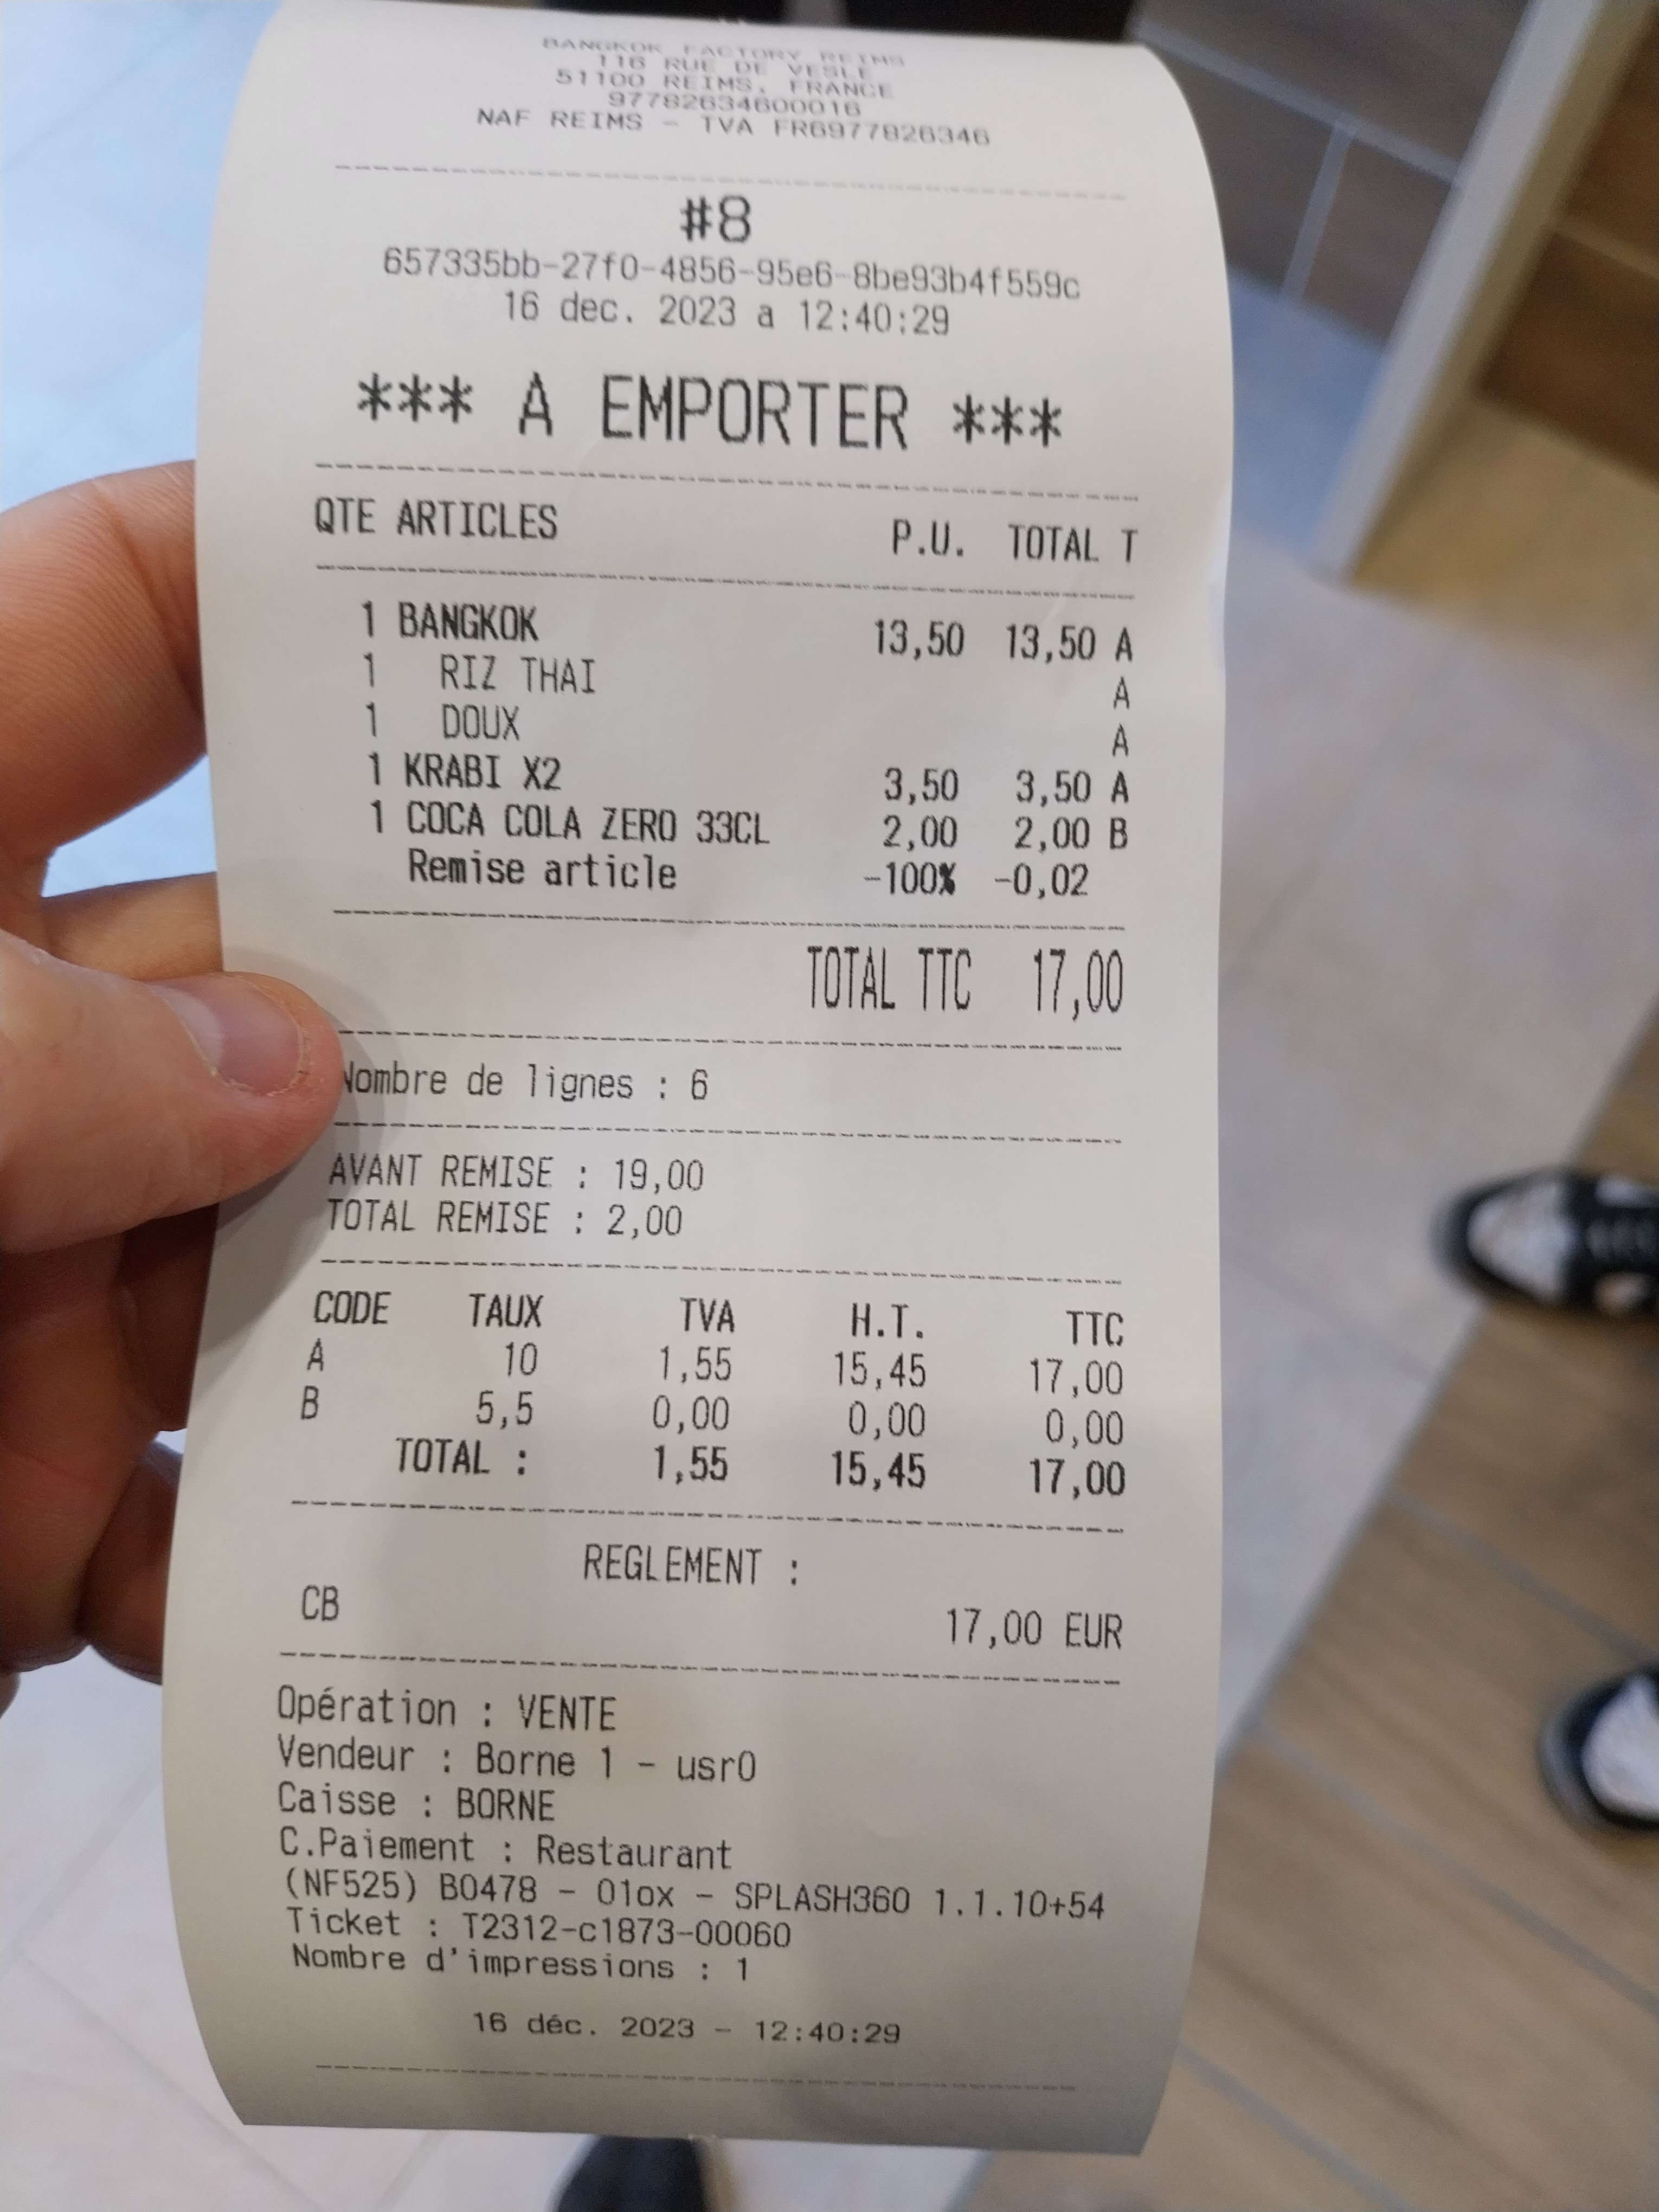 BANGKOK FACTORY REIMS
116 RUE DE VESLE
51100 REIMS, FRANCE
97782634600016
NAF REIMS - TVA FR6977826346
#8
657335bb-27f0-4856-95e6-8be93b4f559c
16 dec. 2023 a 12:40:29
*** A EMPORTER ***
QTE ARTICLES P.U. TOTAL T
1 BANGKOK 13,50 13,50 A
1 RIZ THAI A
1 DOUX A
1 KRABI X2 3,50 3,50 A
1 COCA COLA ZERO 33CL 2,00 2,00 B
Remise article -100% -0,02
TOTAL TTC 17,00
Nombre de lignes : 6
AVANT REMISE : 19,00
TOTAL REMISE : 2,00
CODE TAUX TVA H.T. TTC
A 10 1,55 15,45 17,00
B 5,5 0,00 0,00 0,00
TOTAL : 1,55 15,45 17,00
REGLEMENT :
CB 17,00 EUR
Opération : VENTE
Vendeur : Borne 1 - usr0
Caisse : BORNE
C.Paiement : Restaurant
(NF525) B0478 - 01ox - SPLASH360 1.1.10+54
Ticket : T2312-c1873-00060
Nombre d'impressions : 1
16 déc. 2023 - 12:40:29